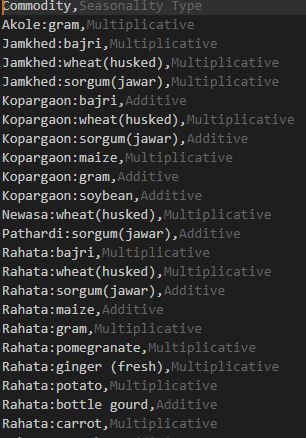 Commodity,Seasonality Type
Akole:gram,Multiplicative
Jamkhed:bajri,Multiplicative
Jamkhed:wheat(husked),Multiplicative
Jamkhed:sorgum(jawar),Multiplicative
Kopargaon:bajri,Additive
Kopargaon:wheat(husked),Multiplicative
Kopargaon:sorgum(jawar),Additive
Kopargaon:maize,Multiplicative
Kopargaon:gram,Additive
Kopargaon:soybean,Additive
Newasa:wheat(husked),Multiplicative
Pathardi:sorgum(jawar),Additive
Rahata:bajri,Multiplicative
Rahata:wheat(husked),Multiplicative
Rahata:sorgum(jawar),Additive
Rahata:maize,Additive
Rahata:gram,Multiplicative
Rahata:pomegranate,Multiplicative
Rahata:ginger (fresh),Multiplicative
Rahata:potato,Multiplicative
Rahata:bottle gourd,Additive
Rahata:carrot,Multiplicative